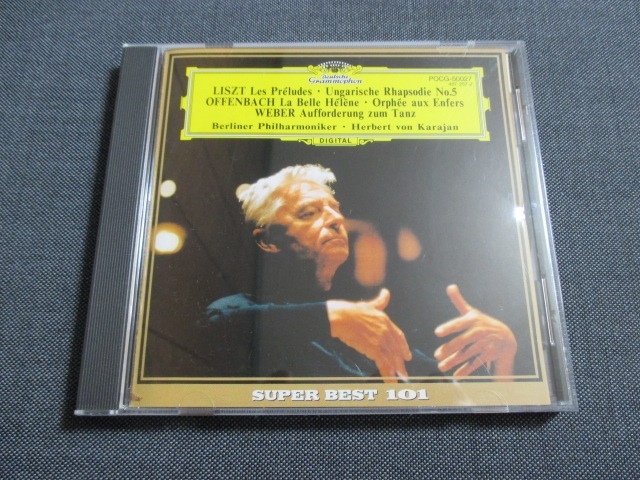 Deutsche
Grammophon
POCG-50027
LISZT Les Préludes · Ungarische Rhapsodie No.5
OFFENBACH La Belle Hélène · Orphée aux Enfers
WEBER Aufforderung zum Tanz
Berliner Philharmoniker · Herbert von Karajan
DIGITAL
SUPER BEST 101